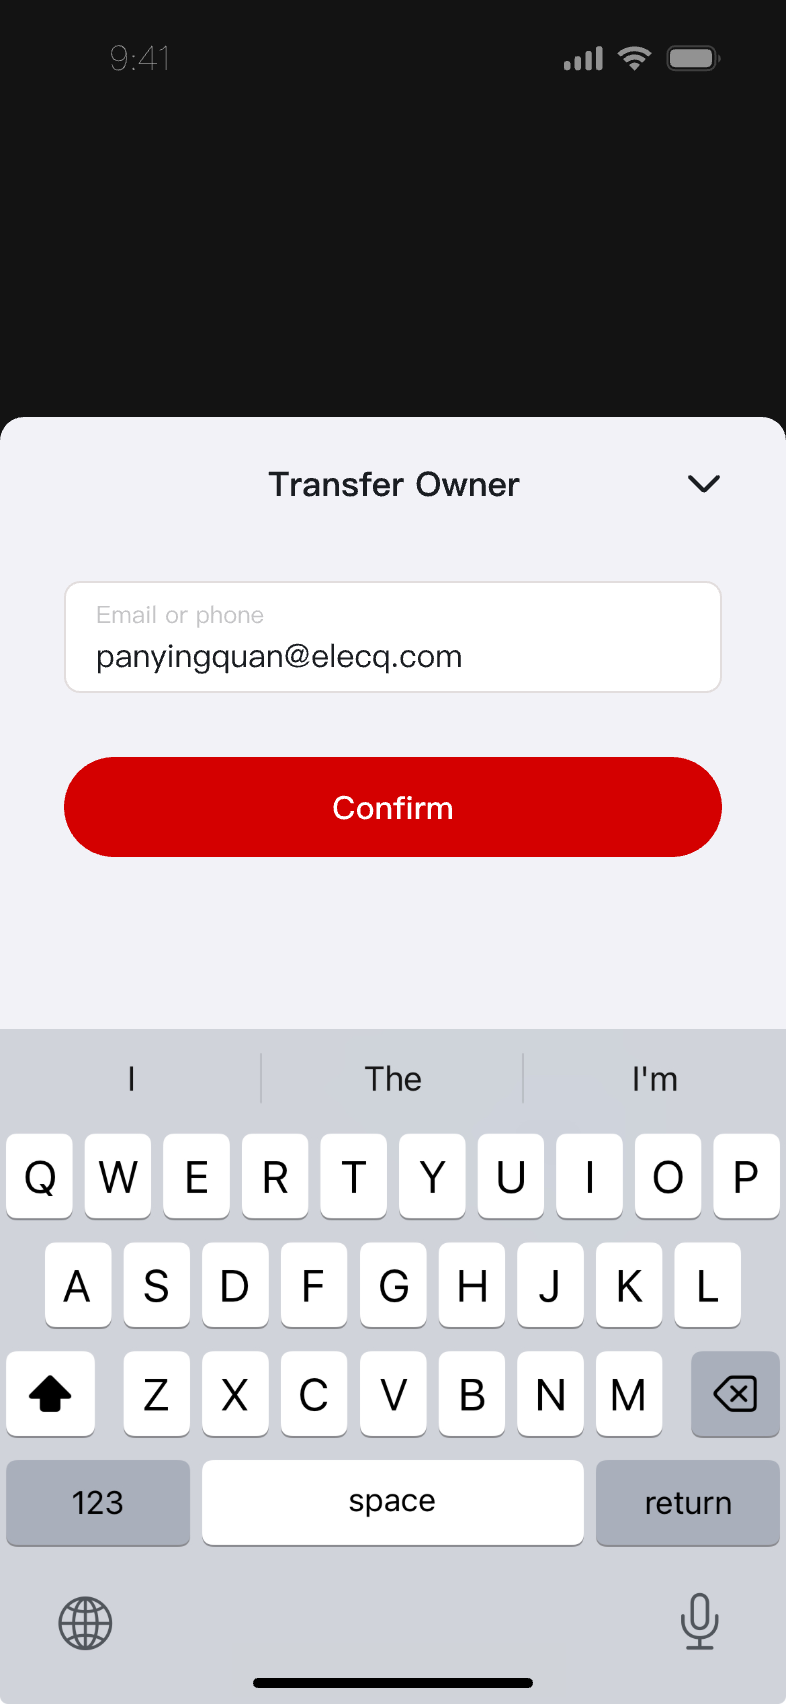 9:41
Transfer Owner
Email or phone
panyingquan@elecq.com
Confirm
I The I'm
Q W E R T Y U I O P
A S D F G H J K L
Z X C V B N M
123 space return